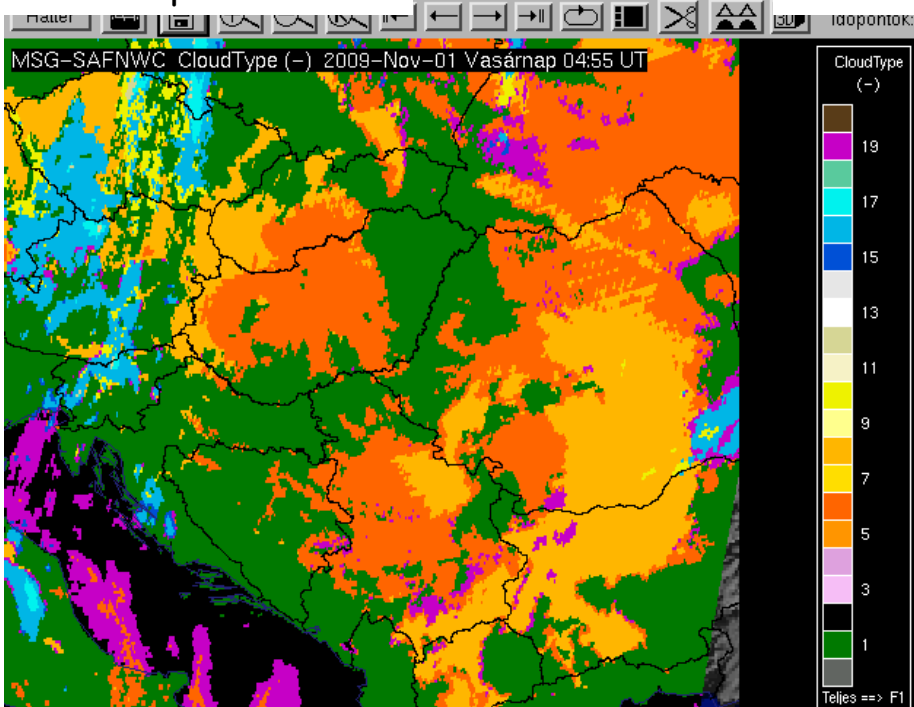 Háttér
3D
Időpontok:
MSG-SAFNWC CloudType (-) 2009-Nov-01 Vasárnap 04:55 UT
CloudType
(-)
19
17
15
13
11
9
7
5
3
1
Teljes ==> F1